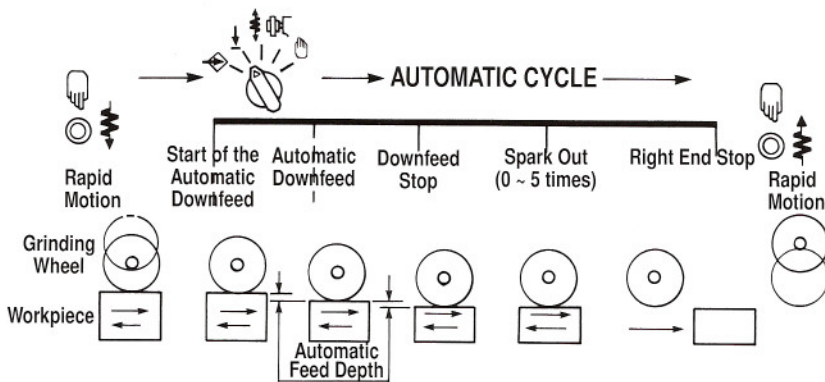 AUTOMATIC CYCLE
Rapid
Motion
Start of the
Automatic
Downfeed
Automatic
Downfeed
Downfeed
Stop
Spark Out
(0 ~ 5 times)
Right End Stop
Rapid
Motion
Grinding
Wheel
Workpiece
Automatic
Feed Depth